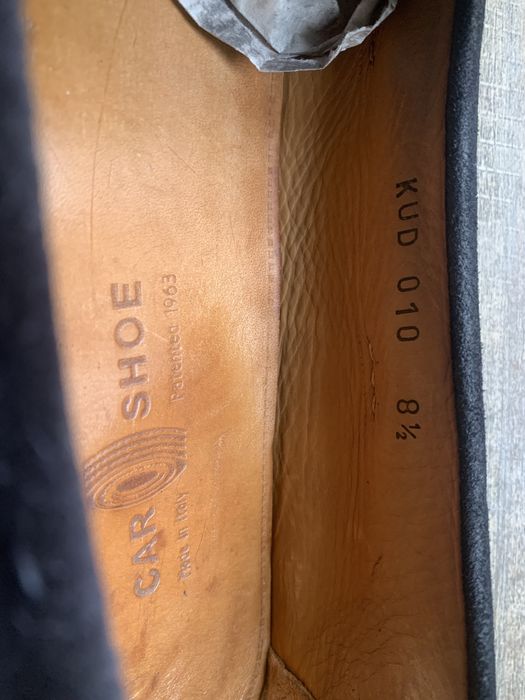 CAR SHOE
Patented 1963
- Made in Italy -
KUD 010 8½